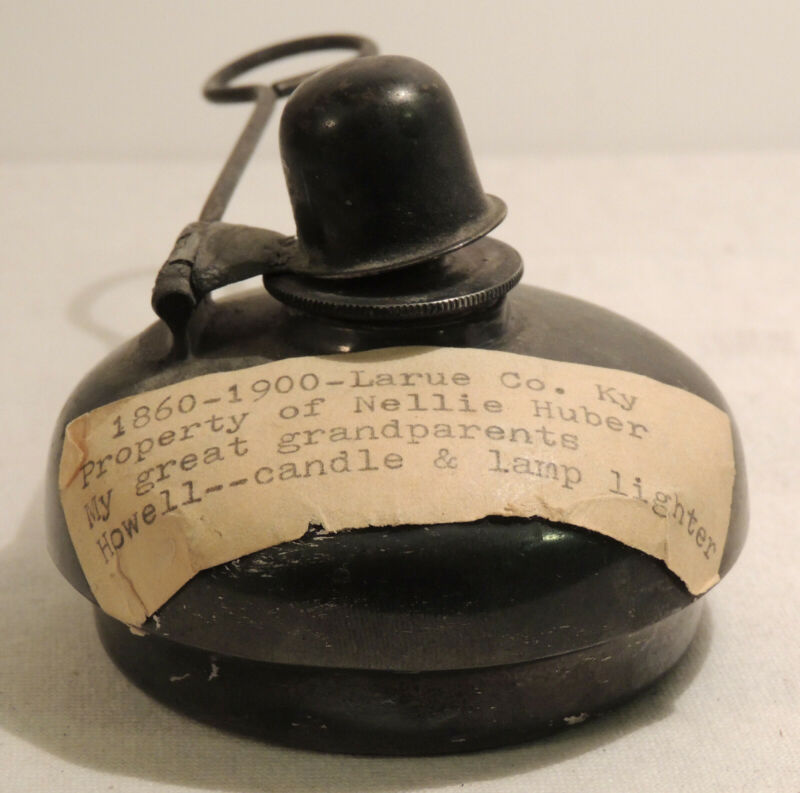 1860-1900-Larue Co. Ky
Property of Nellie Huber
My great grandparents
Howell--candle & lamp lighter